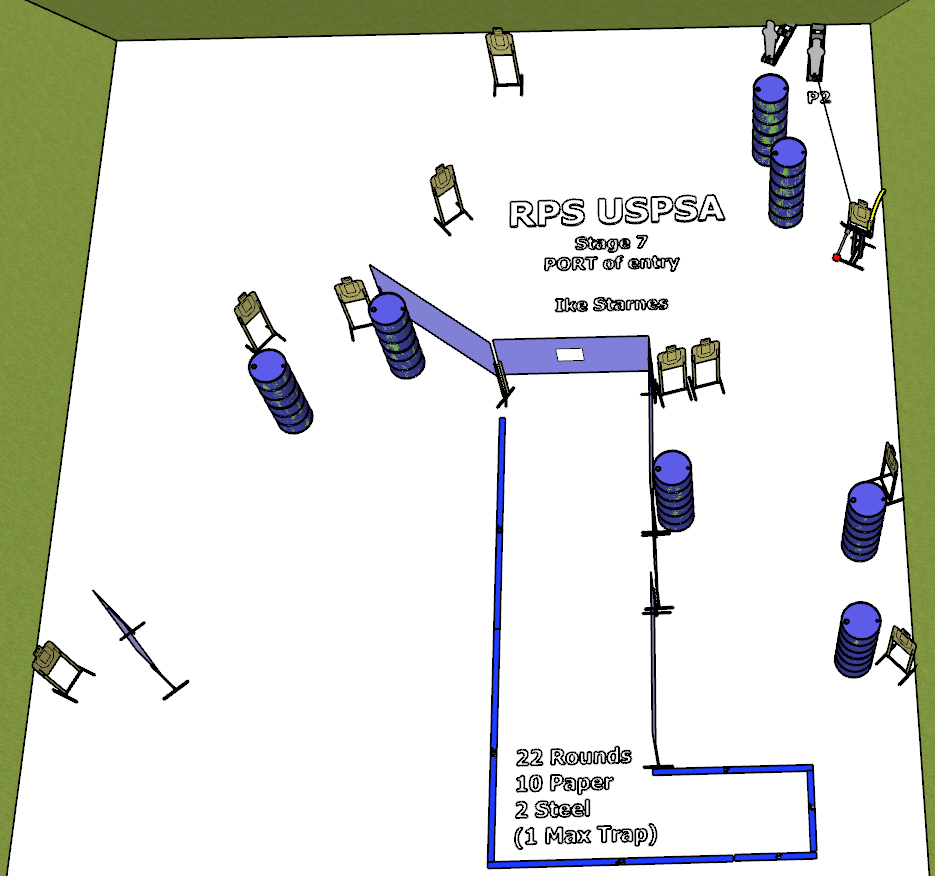 P2
RPS USPSA
Stage 7
PORT of entry
Ike Starnes
22 Rounds
10 Paper
2 Steel
(1 Max Trap)